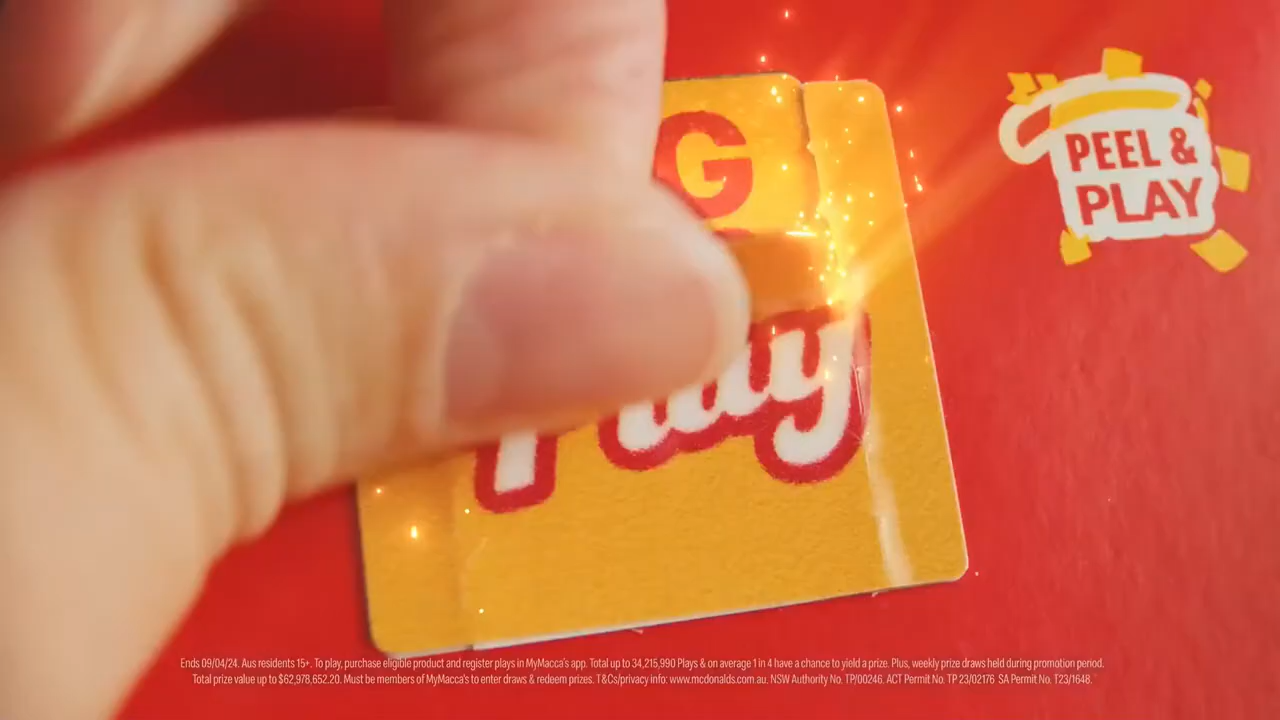 G
PEEL &
PLAY
Play
Ends 09/04/24. Aus residents 15+. To play, purchase eligible product and register plays in MyMacca's app. Total up to 34,215,990 Plays & on average 1 in 4 have a chance to yield a prize. Plus, weekly prize draws held during promotion period.
Total prize value up to $62,978,652.20. Must be members of MyMacca's to enter draws & redeem prizes. T&Cs/privacy info: www.mcdonalds.com.au. NSW Authority No. TP/00246. ACT Permit No. TP 23/02176 SA Permit No. T23/1648.